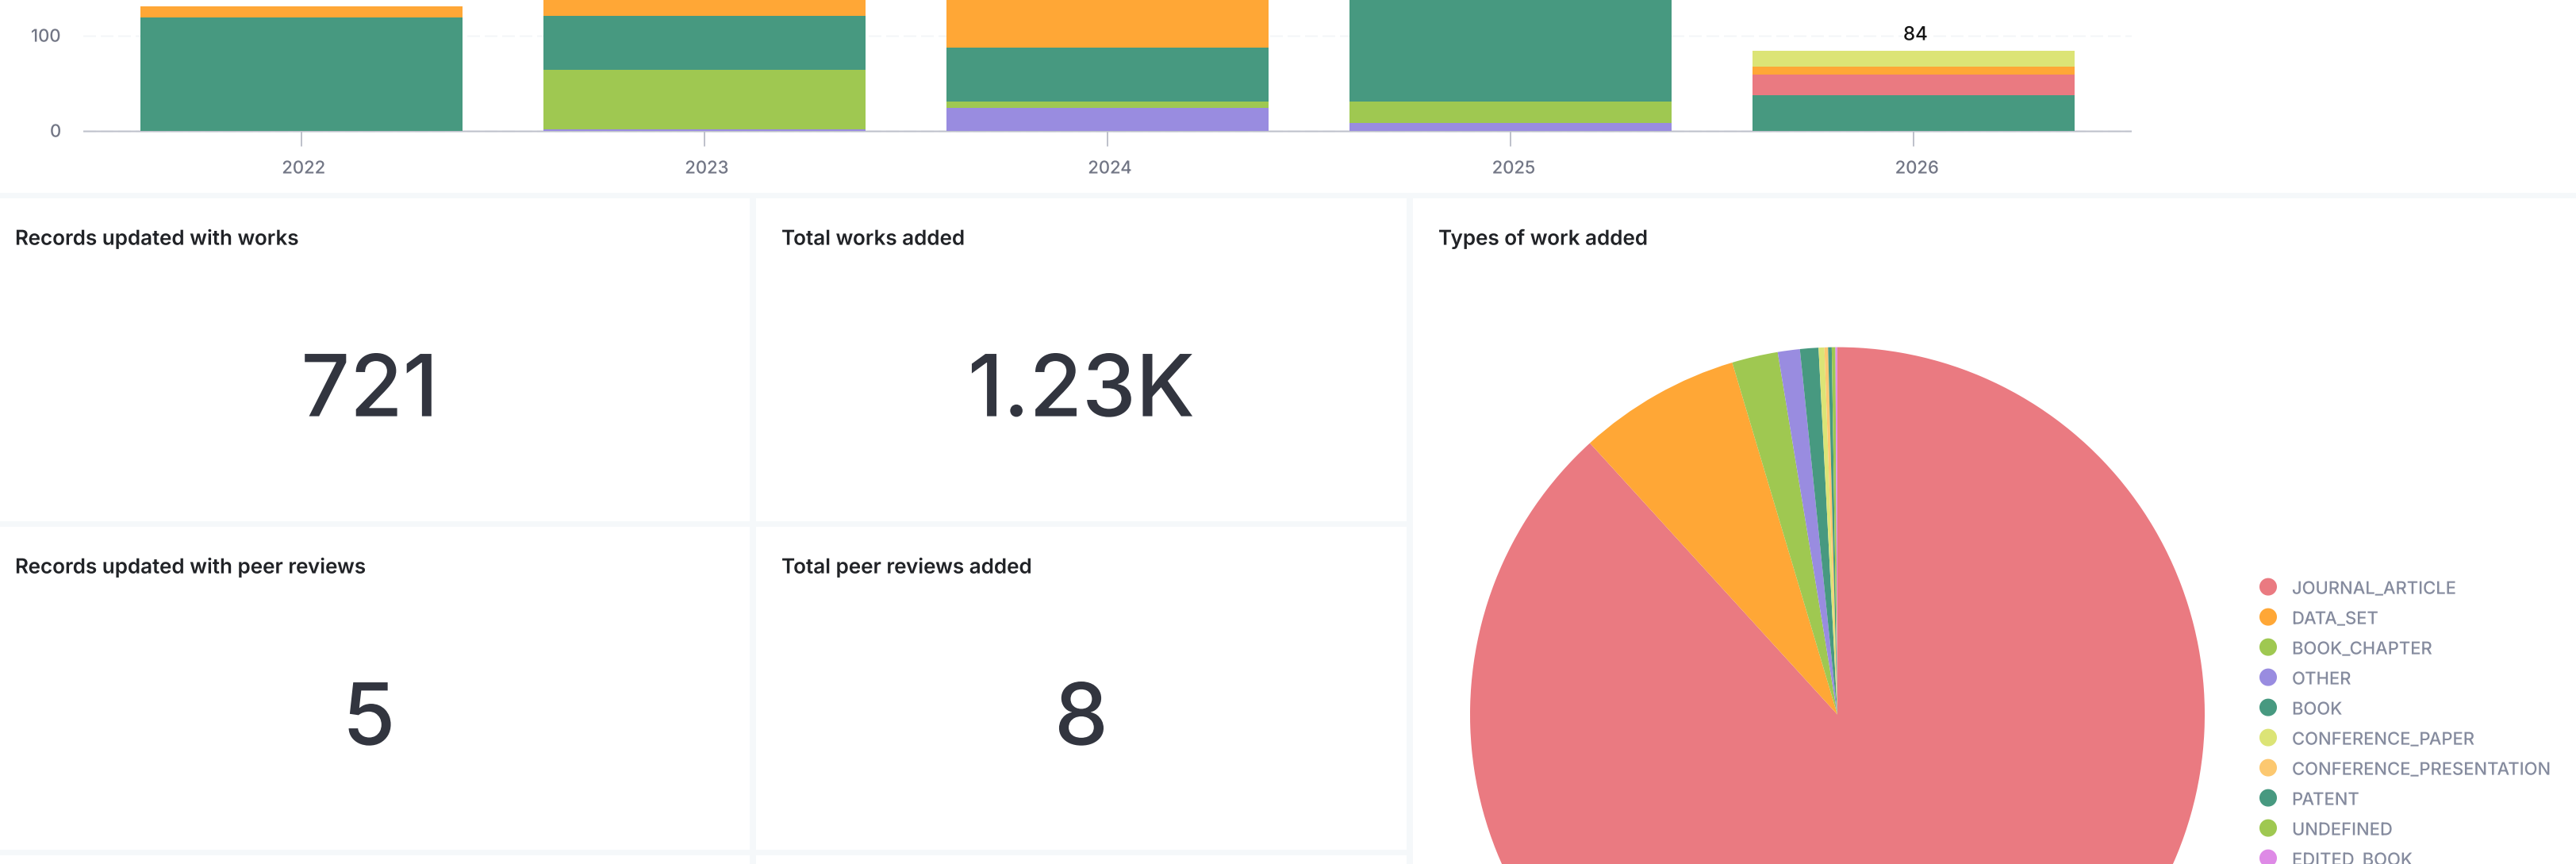 100
84
0
2022
2023
2024
2025
2026
Records updated with works
721
Total works added
1.23K
Types of work added
Records updated with peer reviews
5
Total peer reviews added
8
JOURNAL_ARTICLE
DATA_SET
BOOK_CHAPTER
OTHER
BOOK
CONFERENCE_PAPER
CONFERENCE_PRESENTATION
PATENT
UNDEFINED
EDITED_BOOK